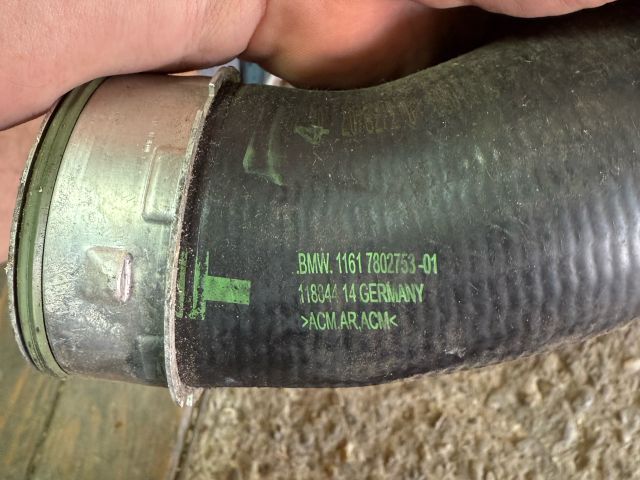 .BMW. 1161 7802753-01
118844 14 GERMANY
>ACM.AR.ACM<